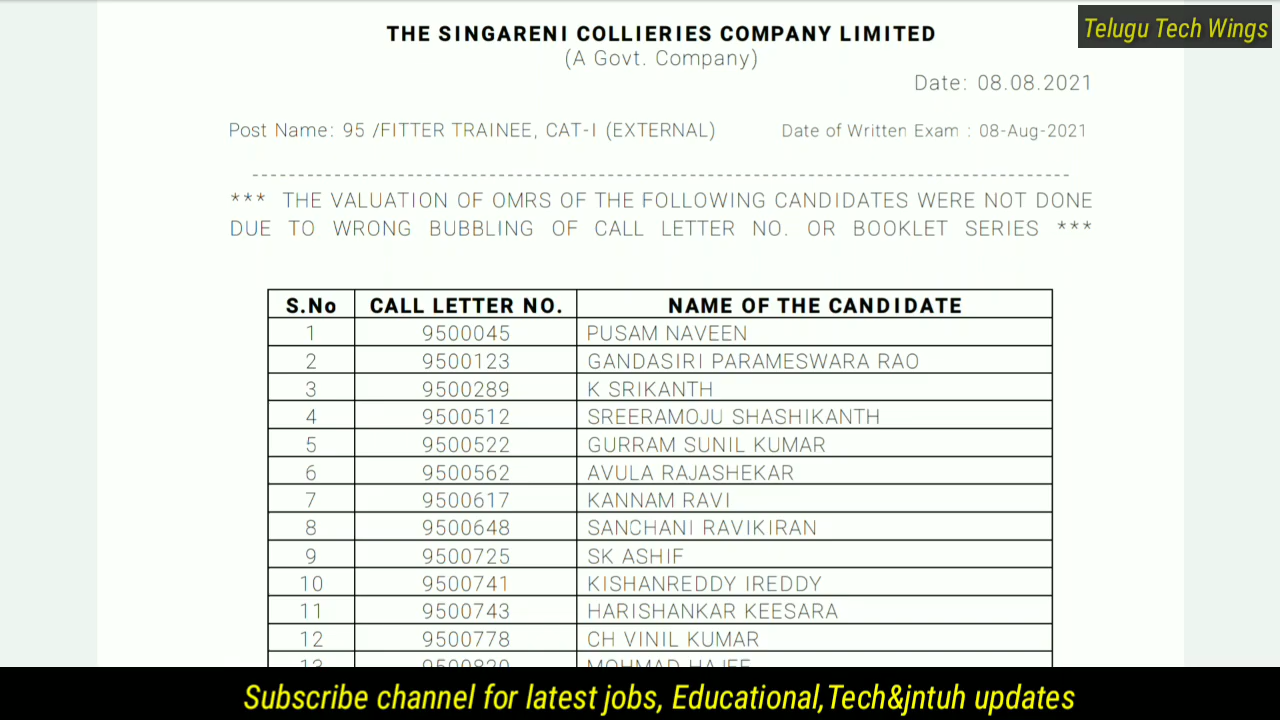 Telugu Tech Wings
THE SINGARENI COLLIERIES COMPANY LIMITED
(A Govt. Company)
Date: 08.08.2021
Post Name: 95 /FITTER TRAINEE, CAT-I (EXTERNAL) Date of Written Exam : 08-Aug-2021
*** THE VALUATION OF OMRS OF THE FOLLOWING CANDIDATES WERE NOT DONE
DUE TO WRONG BUBBLING OF CALL LETTER NO. OR BOOKLET SERIES ***
S.No CALL LETTER NO. NAME OF THE CANDIDATE
1 9500045 PUSAM NAVEEN
2 9500123 GANDASIRI PARAMESWARA RAO
3 9500289 K SRIKANTH
4 9500512 SREERAMOJU SHASHIKANTH
5 9500522 GURRAM SUNIL KUMAR
6 9500562 AVULA RAJASHEKAR
7 9500617 KANNAM RAVI
8 9500648 SANCHANI RAVIKIRAN
9 9500725 SK ASHIF
10 9500741 KISHANREDDY IREDDY
11 9500743 HARISHANKAR KEESARA
12 9500778 CH VINIL KUMAR
13
Subscribe channel for latest jobs, Educational,Tech&jntuh updates